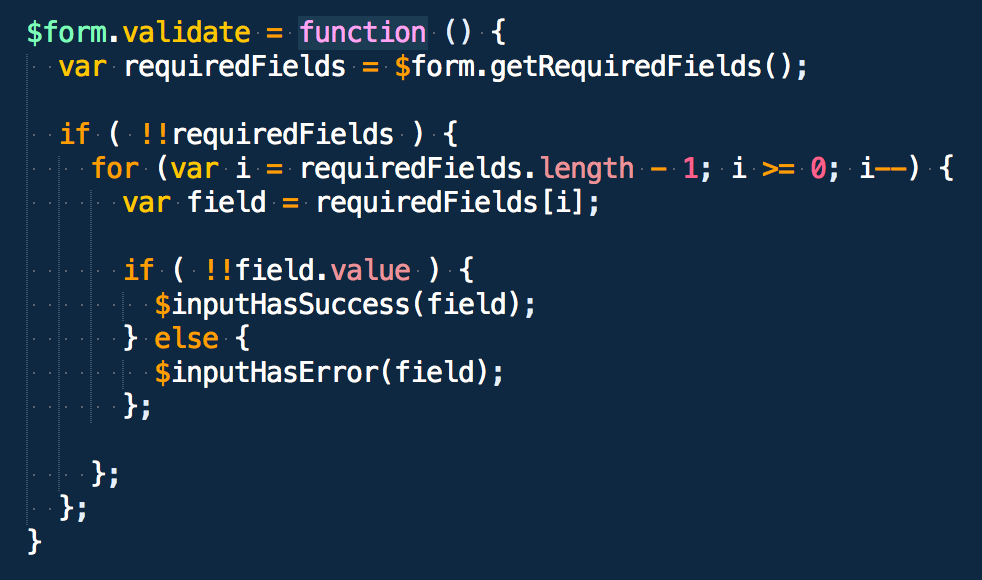 $form.validate = function () {
  var requiredFields = $form.getRequiredFields();

  if ( !!requiredFields ) {
    for (var i = requiredFields.length - 1; i >= 0; i--) {
      var field = requiredFields[i];

      if ( !!field.value ) {
        $inputHasSuccess(field);
      } else {
        $inputHasError(field);
      };

    };
  };
}